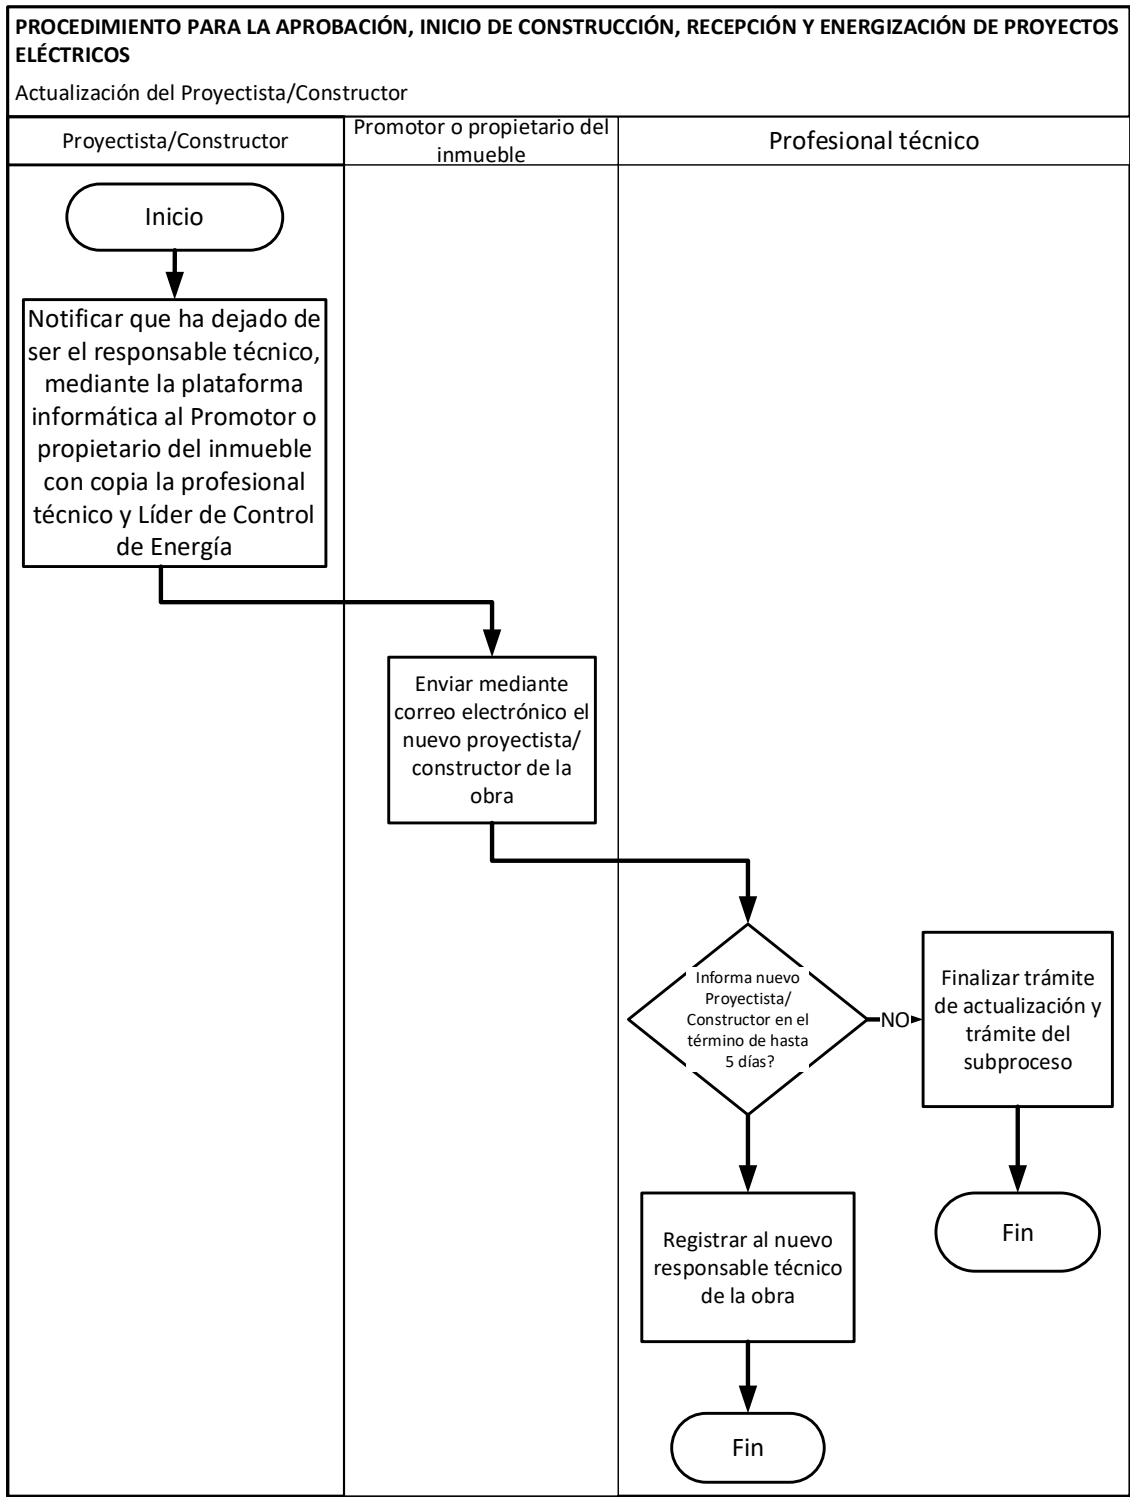 PROCEDIMIENTO PARA LA APROBACIÓN, INICIO DE CONSTRUCCIÓN, RECEPCIÓN Y ENERGIZACIÓN DE PROYECTOS
ELÉCTRICOS
Actualización del Proyectista/Constructor
Proyectista/Constructor
Promotor o propietario del
inmueble
Profesional técnico
Inicio
Notificar que ha dejado de
ser el responsable técnico,
mediante la plataforma
informática al Promotor o
propietario del inmueble
con copia la profesional
técnico y Líder de Control
de Energía
Enviar mediante
correo electrónico el
nuevo proyectista/
constructor de la
obra
Informa nuevo
Proyectista/
Constructor en el
término de hasta
5 días?
NO
Finalizar trámite
de actualización y
trámite del
subproceso
Fin
Registrar al nuevo
responsable técnico
de la obra
Fin